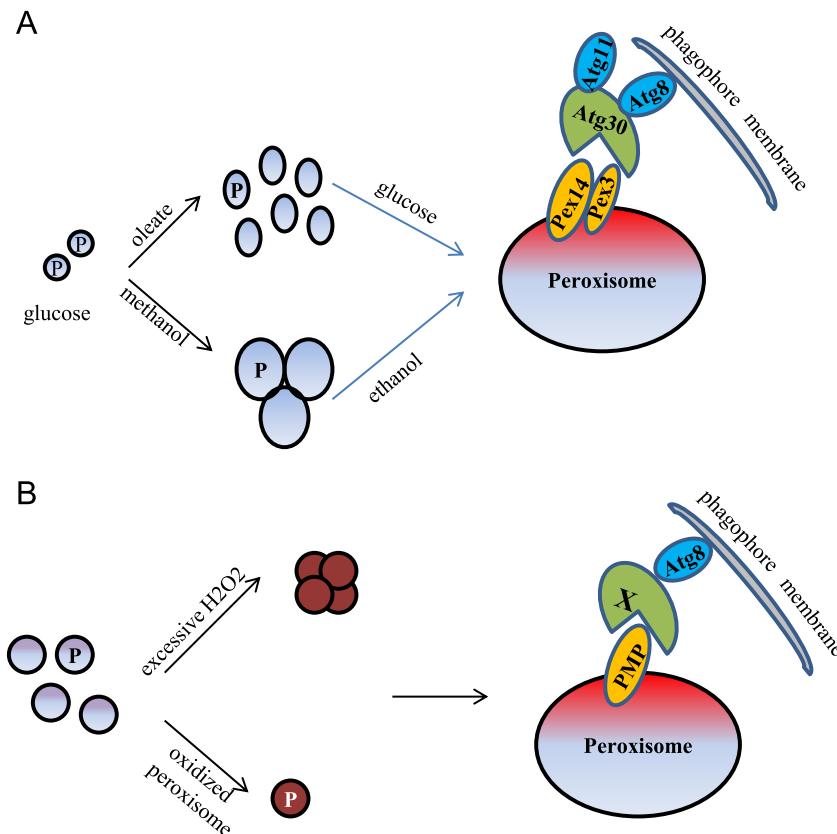 A
P
P
glucose
oleate
methanol
P
P
glucose
ethanol
Atg11
Atg8
Atg30
Pex14
Pex3
Peroxisome
phagophore membrane
B
P
excessive H2O2
oxidized
peroxisome
P
Atg8
X
PMP
Peroxisome
phagophore membrane